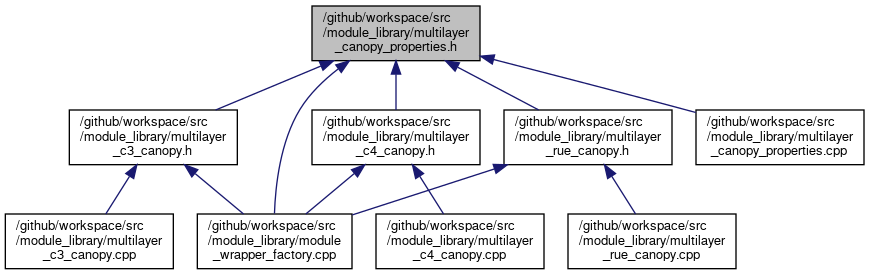 /github/workspace/src
/module_library/multilayer
_canopy_properties.h
/github/workspace/src
/module_library/multilayer
_c3_canopy.h
/github/workspace/src
/module_library/multilayer
_c4_canopy.h
/github/workspace/src
/module_library/multilayer
_rue_canopy.h
/github/workspace/src
/module_library/multilayer
_canopy_properties.cpp
/github/workspace/src
/module_library/multilayer
_c3_canopy.cpp
/github/workspace/src
/module_library/module
_wrapper_factory.cpp
/github/workspace/src
/module_library/multilayer
_c4_canopy.cpp
/github/workspace/src
/module_library/multilayer
_rue_canopy.cpp